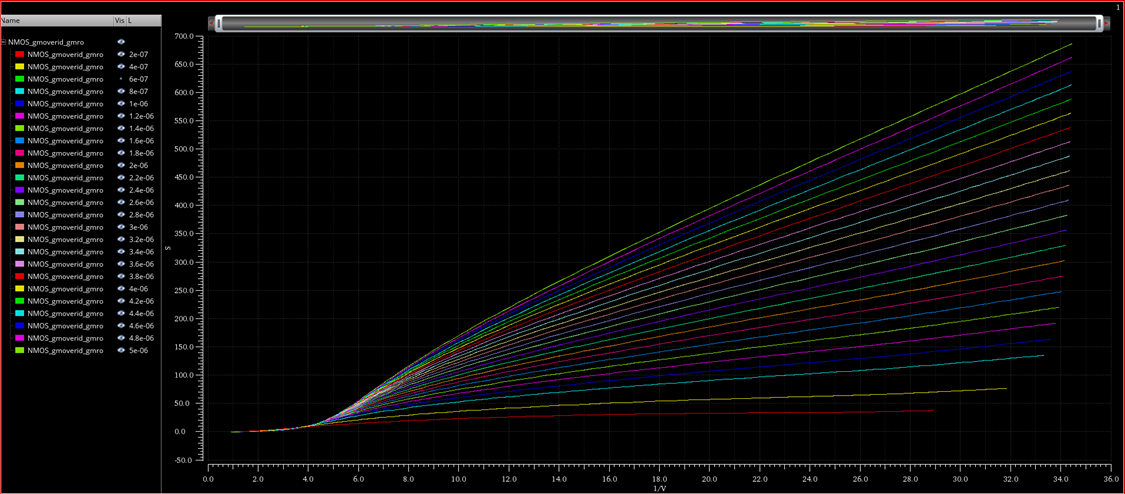 1
Name Vis L
NMOS_gmoverid_gmro
NMOS_gmoverid_gmro 2e-07
NMOS_gmoverid_gmro 4e-07
NMOS_gmoverid_gmro 6e-07
NMOS_gmoverid_gmro 8e-07
NMOS_gmoverid_gmro 1e-06
NMOS_gmoverid_gmro 1.2e-06
NMOS_gmoverid_gmro 1.4e-06
NMOS_gmoverid_gmro 1.6e-06
NMOS_gmoverid_gmro 1.8e-06
NMOS_gmoverid_gmro 2e-06
NMOS_gmoverid_gmro 2.2e-06
NMOS_gmoverid_gmro 2.4e-06
NMOS_gmoverid_gmro 2.6e-06
NMOS_gmoverid_gmro 2.8e-06
NMOS_gmoverid_gmro 3e-06
NMOS_gmoverid_gmro 3.2e-06
NMOS_gmoverid_gmro 3.4e-06
NMOS_gmoverid_gmro 3.6e-06
NMOS_gmoverid_gmro 3.8e-06
NMOS_gmoverid_gmro 4e-06
NMOS_gmoverid_gmro 4.2e-06
NMOS_gmoverid_gmro 4.4e-06
NMOS_gmoverid_gmro 4.6e-06
NMOS_gmoverid_gmro 4.8e-06
NMOS_gmoverid_gmro 5e-06
700.0
650.0
600.0
550.0
500.0
450.0
400.0
350.0
300.0
250.0
200.0
150.0
100.0
50.0
0.0
-50.0
S
0.0 2.0 4.0 6.0 8.0 10.0 12.0 14.0 16.0 18.0 20.0 22.0 24.0 26.0 28.0 30.0 32.0 34.0 36.0
1/V